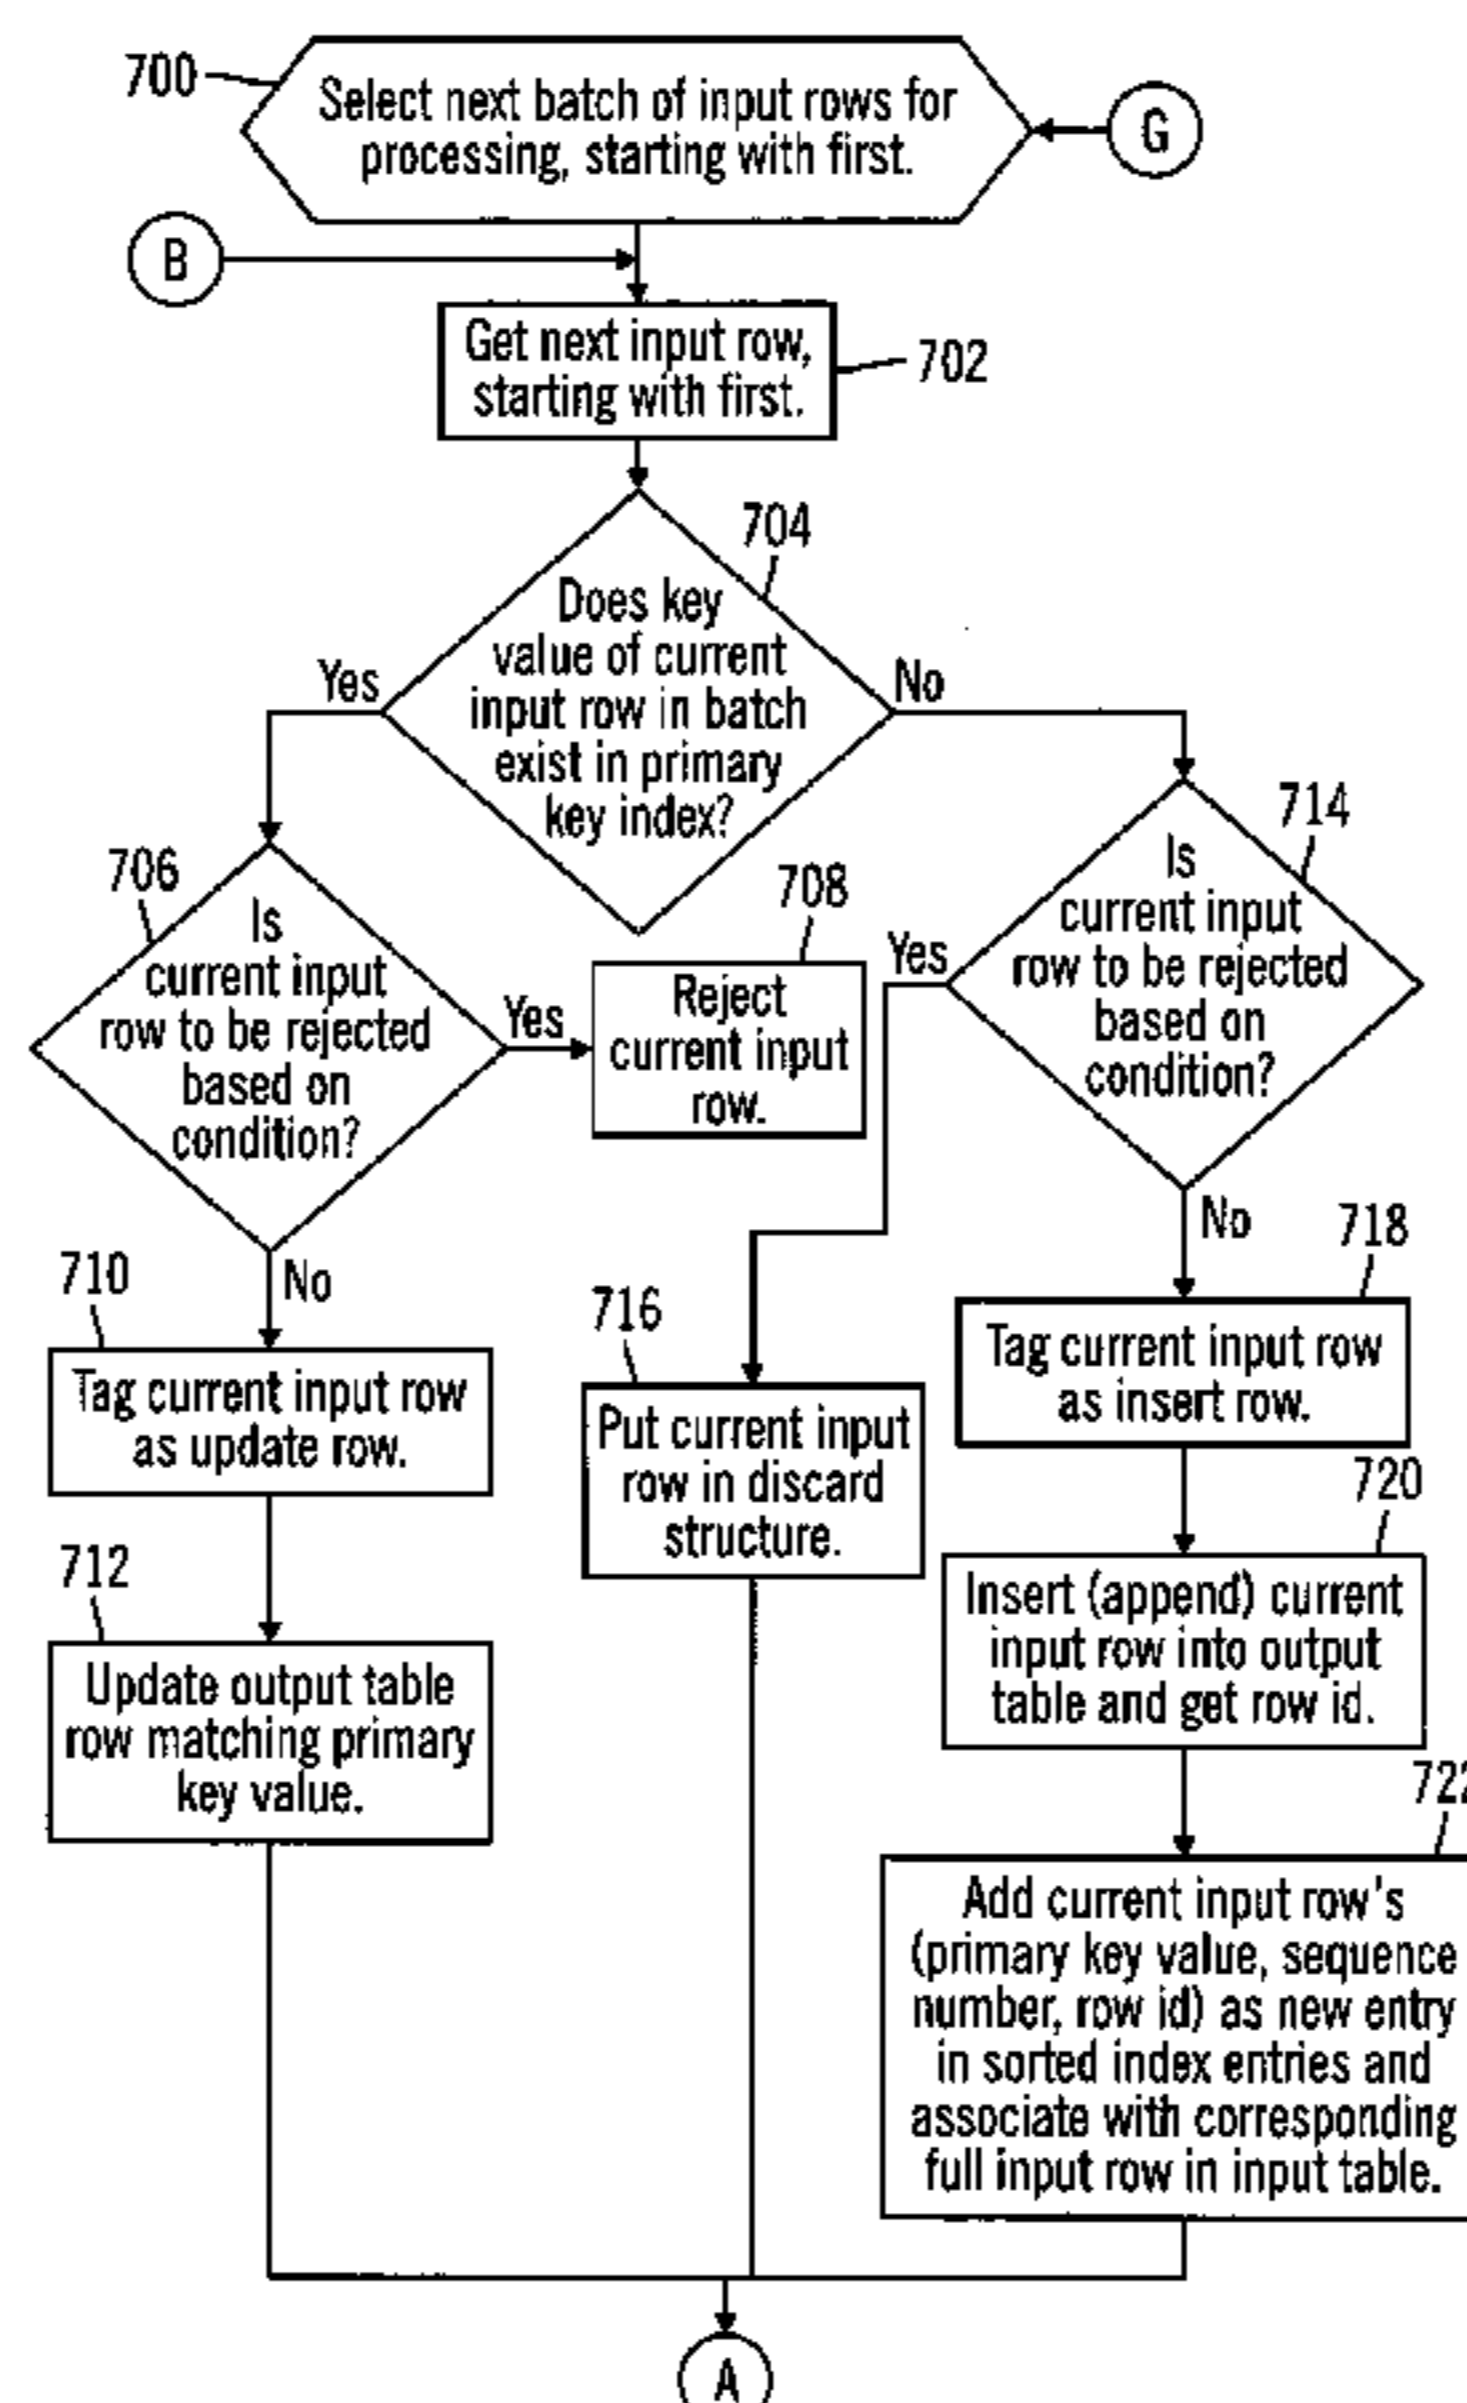 700
Select next batch of input rows for
processing, starting with first.
G
B
Get next input row,
starting with first.
702
704
Does key
value of current
input row in batch
exist in primary
key index?
Yes
No
706
Is
current input
row to be rejected
based on
condition?
Yes
No
708
Reject
current input
row.
714
Is
current input
row to be rejected
based on
condition?
Yes
No
710
Tag current input row
as update row.
712
Update output table
row matching primary
key value.
716
Put current input
row in discard
structure.
718
Tag current input row
as insert row.
720
Insert (append) current
input row into output
table and get row id.
722
Add current input row's
(primary key value, sequence
number, row id) as new entry
in sorted index entries and
associate with corresponding
full input row in input table.
A